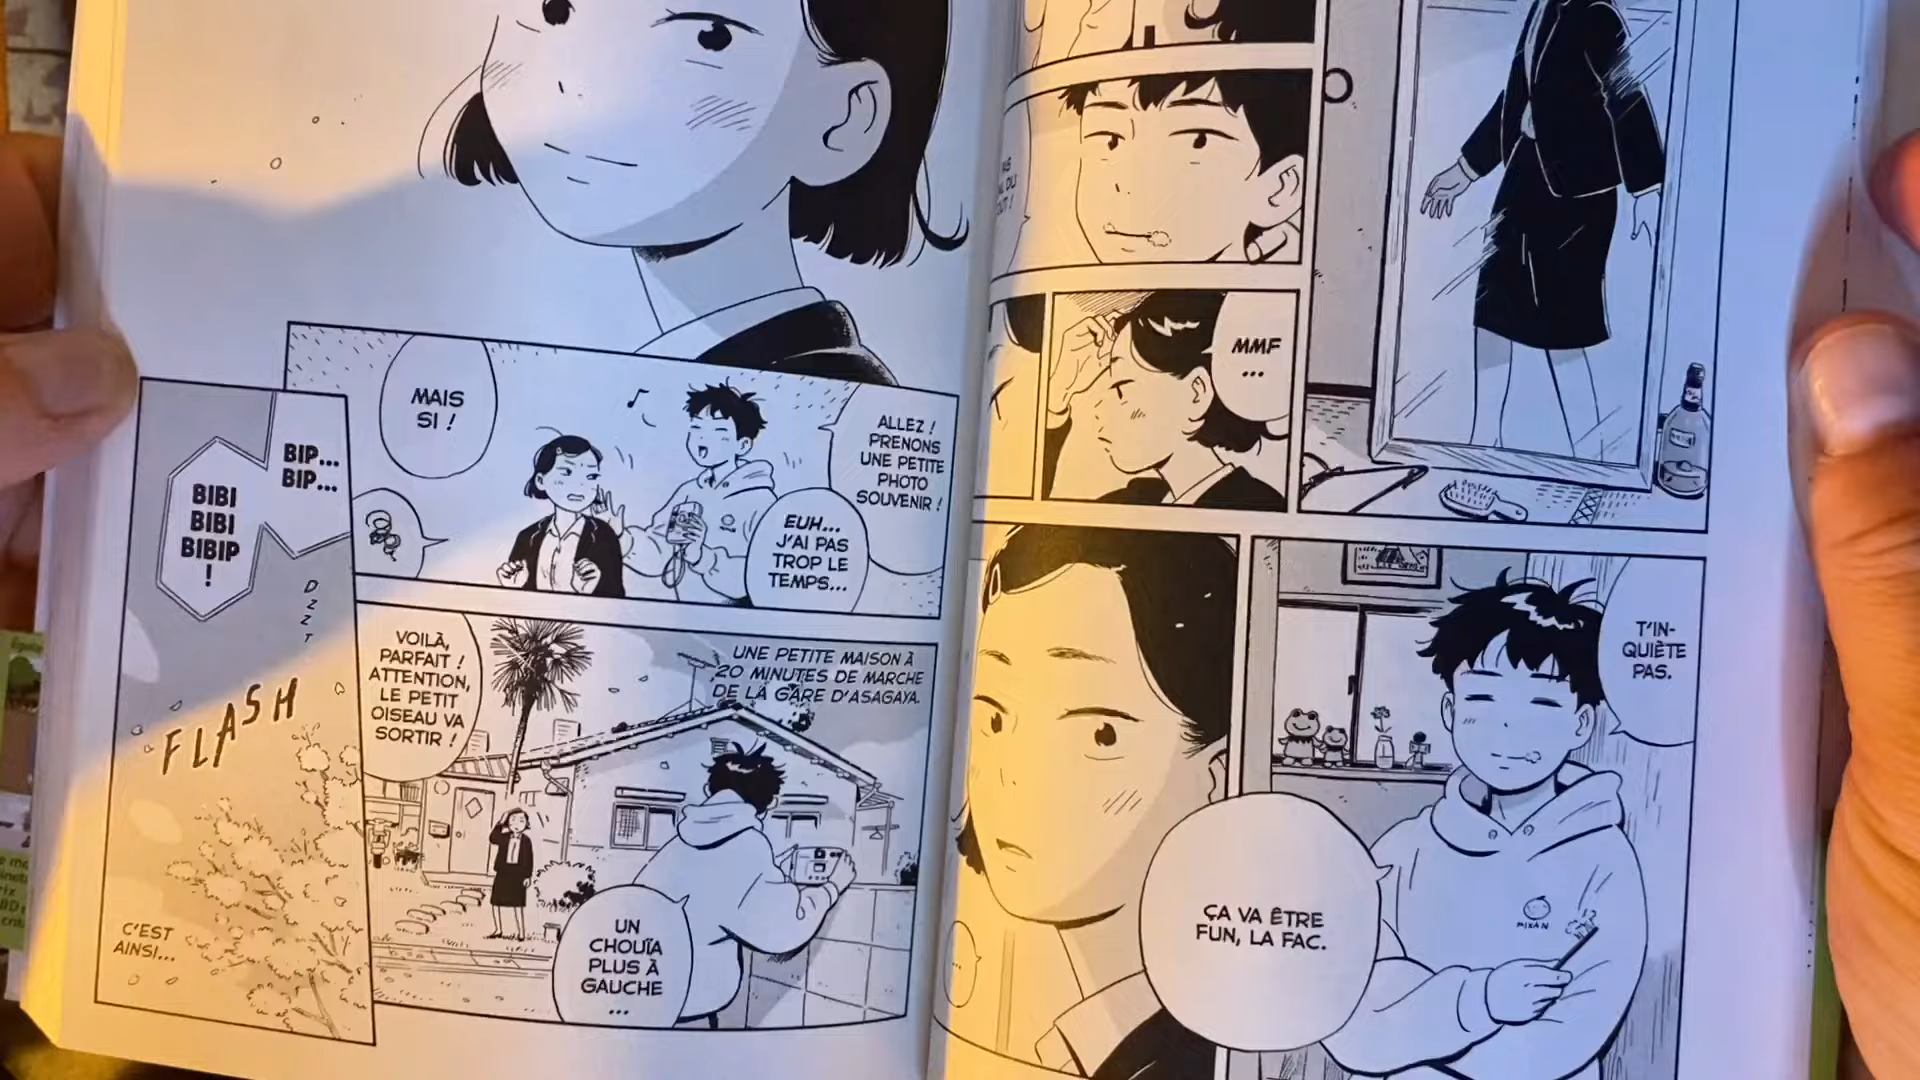 MMF
...
T'IN-
QUIÈTE
PAS.
ÇA VA ÊTRE
FUN, LA FAC.
MIKAN
...
ALLEZ !
PRENONS
UNE PETITE
PHOTO
SOUVENIR !
EUH...
J'AI PAS
TROP LE
TEMPS...
MAIS
SI !
UNE PETITE MAISON À
20 MINUTES DE MARCHE
DE LA GARE D'ASAGAYA.
UN
CHOUÏA
PLUS À
GAUCHE
...
VOILÀ,
PARFAIT !
ATTENTION,
LE PETIT
OISEAU VA
SORTIR !
BIP...
BIP...
BIBI
BIBI
BIBIP
!
DZZT
FLASH
C'EST
AINSI...